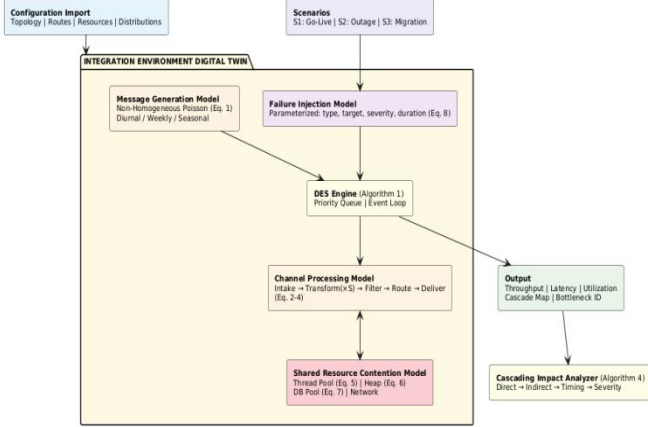 Configuration Import
Topology | Routes | Resources | Distributions
Scenarios
S1: Go-Live | S2: Outage | S3: Migration
INTEGRATION ENVIRONMENT DIGITAL TWIN
Message Generation Model
Non-Homogeneous Poisson (Eq. 1)
Diurnal / Weekly / Seasonal
Failure Injection Model
Parameterized: type, target, severity, duration (Eq. 8)
DES Engine (Algorithm 1)
Priority Queue | Event Loop
Channel Processing Model
Intake → Transform(×S) → Filter → Route → Deliver
(Eq. 2-4)
Output
Throughput | Latency | Utilization
Cascade Map | Bottleneck ID
Shared Resource Contention Model
Thread Pool (Eq. 5) | Heap (Eq. 6)
DB Pool (Eq. 7) | Network
Cascading Impact Analyzer (Algorithm 4)
Direct → Indirect → Timing → Severity